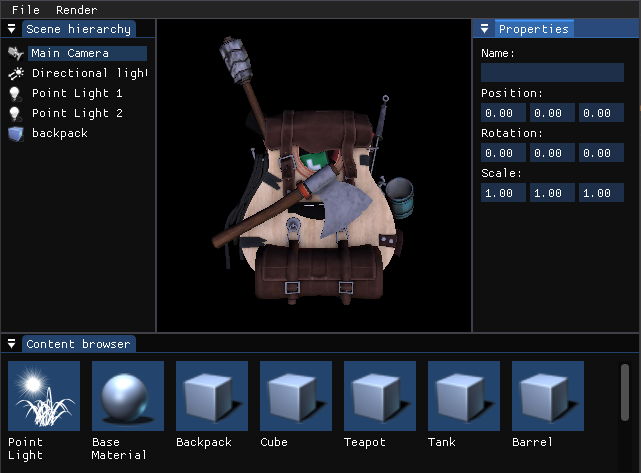 File Render
Scene hierarchy
Main Camera
Directional light
Point Light 1
Point Light 2
backpack
Properties
Name:
Position:
0.00 0.00 0.00
Rotation:
0.00 0.00 0.00
Scale:
1.00 1.00 1.00
Content browser
Point Light
Base Material
Backpack
Cube
Teapot
Tank
Barrel